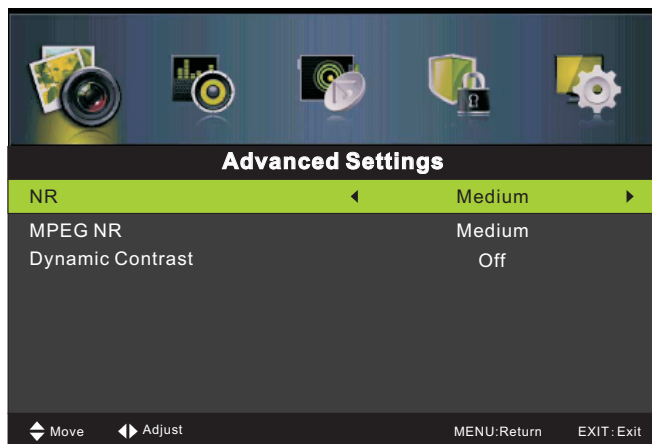 Advanced Settings
NR Medium
MPEG NR Medium
Dynamic Contrast Off
Move Adjust MENU:Return EXIT:Exit